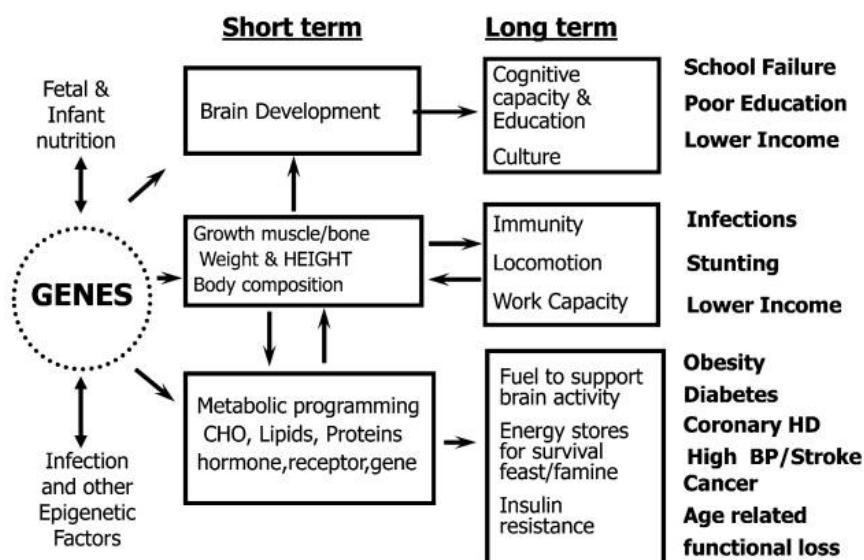 Short term
Long term
Fetal &
Infant
nutrition
GENES
Infection
and other
Epigenetic
Factors
Brain Development
Growth muscle/bone
Weight & HEIGHT
Body composition
Metabolic programming
CHO, Lipids, Proteins
hormone,receptor,gene
Cognitive
capacity &
Education
Culture
School Failure
Poor Education
Lower Income
Immunity
Locomotion
Work Capacity
Infections
Stunting
Lower Income
Fuel to support
brain activity
Energy stores
for survival
feast/famine
Insulin
resistance
Obesity
Diabetes
Coronary HD
High BP/Stroke
Cancer
Age related
functional loss